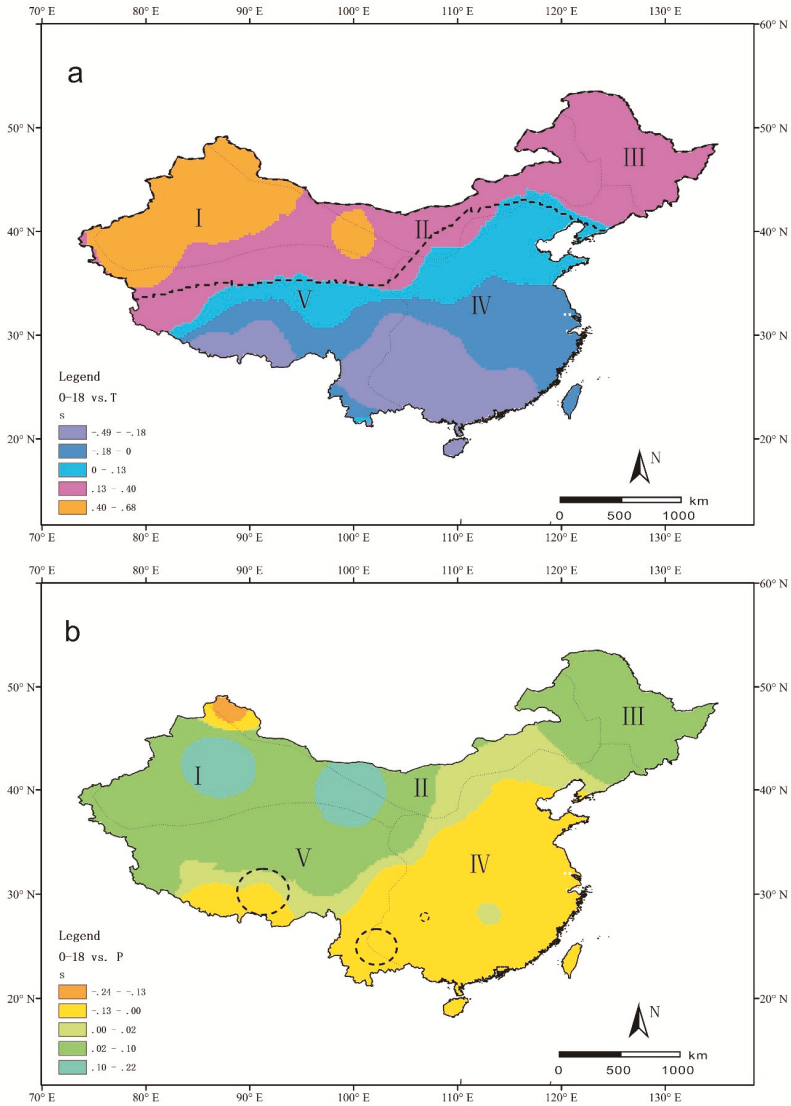 70° E 80° E 90° E 100° E 110° E 120° E 130° E
60° N
a
50° N 50° N
III
I
40° N II 40° N
V IV
30° N 30° N
Legend
O-18 vs.T
s
-.49 - -.18
-.18 - 0
0 - .13
.13 - .40
.40 - .68
20° N 20° N
N
km
0 500 1000
70° E 80° E 90° E 100° E 110° E 120° E 130° E
70° E 80° E 90° E 100° E 110° E 120° E 130° E
60° N
b
50° N 50° N
III
I
II
40° N 40° N
V IV
30° N 30° N
Legend
O-18 vs. P
s
-.24 - -.13
-.13 - .00
.00 - .02
.02 - .10
.10 - .22
20° N 20° N
N
km
0 500 1000
70° E 80° E 90° E 100° E 110° E 120° E 130° E